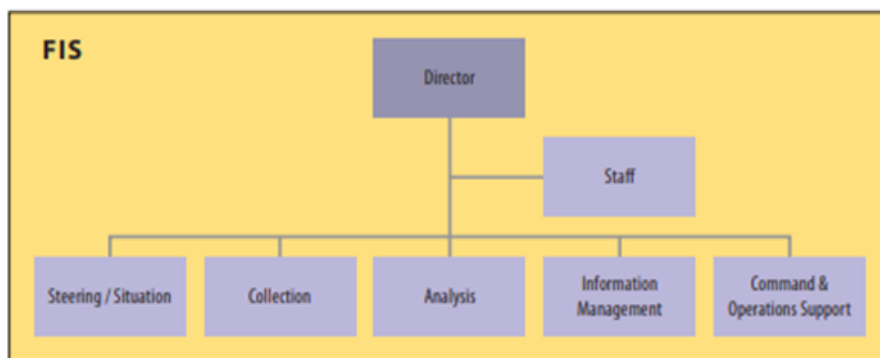 FIS
Director
Staff
Steering / Situation
Collection
Analysis
Information
Management
Command &
Operations Support